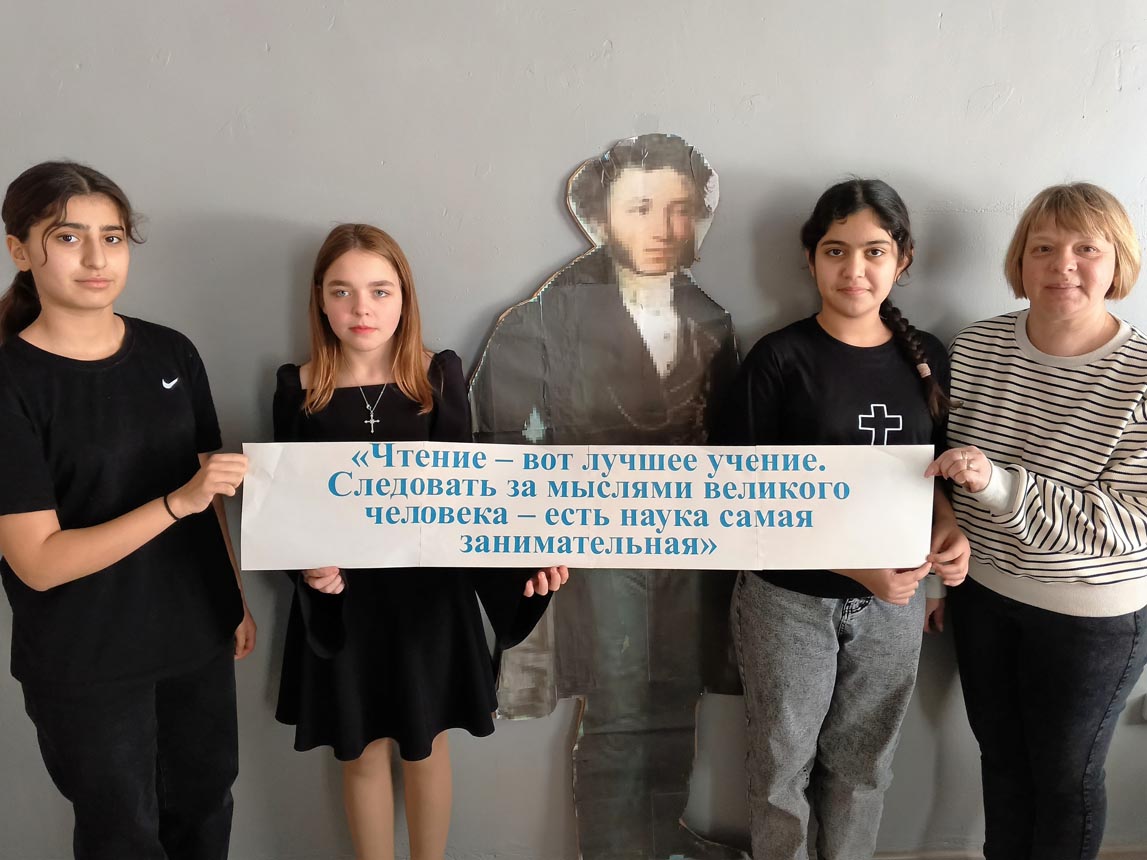 «Чтение – вот лучшее учение.
Следовать за мыслями великого
человека – есть наука самая
занимательная»